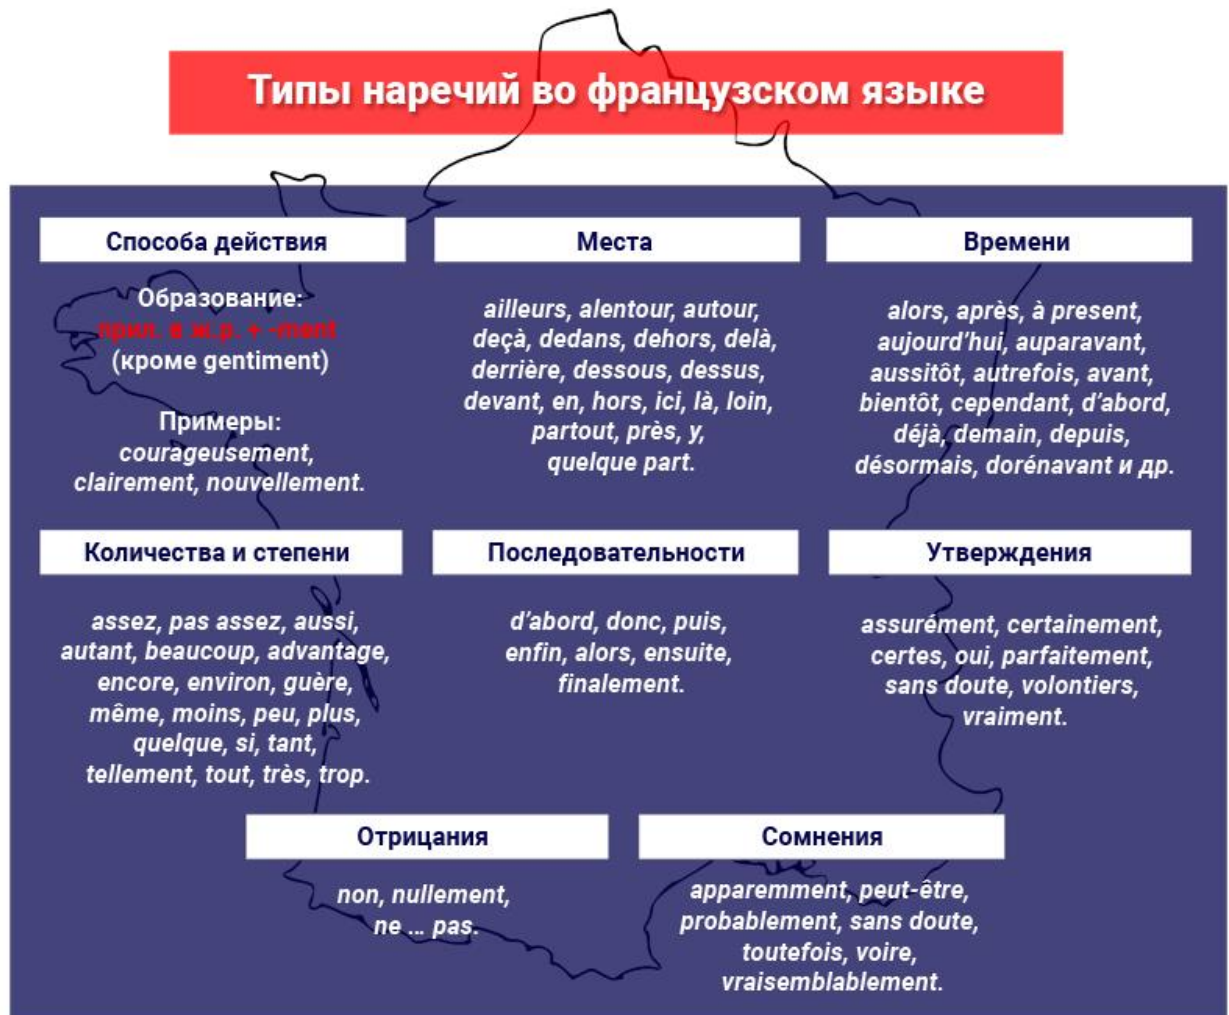 Типы наречий во французском языке
Способа действия
Образование:
прил. в ж.р. + -ment
(кроме gentiment)
Примеры:
courageusement,
clairement, nouvellement.
Места
ailleurs, alentour, autour,
deçà, dedans, dehors, delà,
derrière, dessous, dessus,
devant, en, hors, ici, là, loin,
partout, près, y,
quelque part.
Времени
alors, après, à present,
aujourd’hui, auparavant,
aussitôt, autrefois, avant,
bientôt, cependant, d’abord,
déjà, demain, depuis,
désormais, dorénavant и др.
Количества и степени
assez, pas assez, aussi,
autant, beaucoup, advantage,
encore, environ, guère,
même, moins, peu, plus,
quelque, si, tant,
tellement, tout, très, trop.
Последовательности
d’abord, donc, puis,
enfin, alors, ensuite,
finalement.
Утверждения
assurément, certainement,
certes, oui, parfaitement,
sans doute, volontiers,
vraiment.
Отрицания
non, nullement,
ne ... pas.
Сомнения
apparemment, peut-être,
probablement, sans doute,
toutefois, voire,
vraisemblablement.